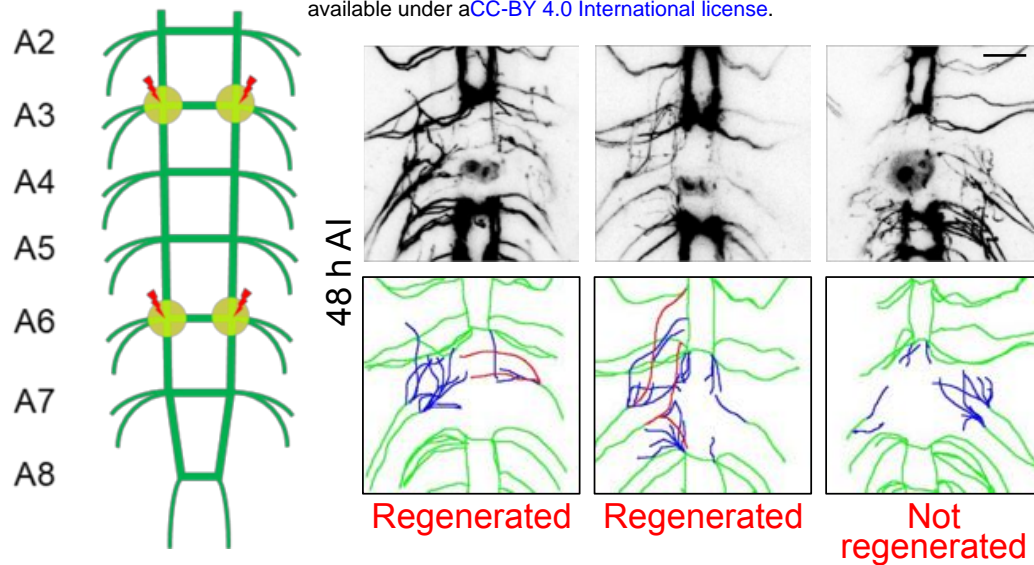 available under aCC-BY 4.0 International license.
A2
A3
A4
A5
A6
A7
A8
48 h AI
Regenerated
Regenerated
Not
regenerated